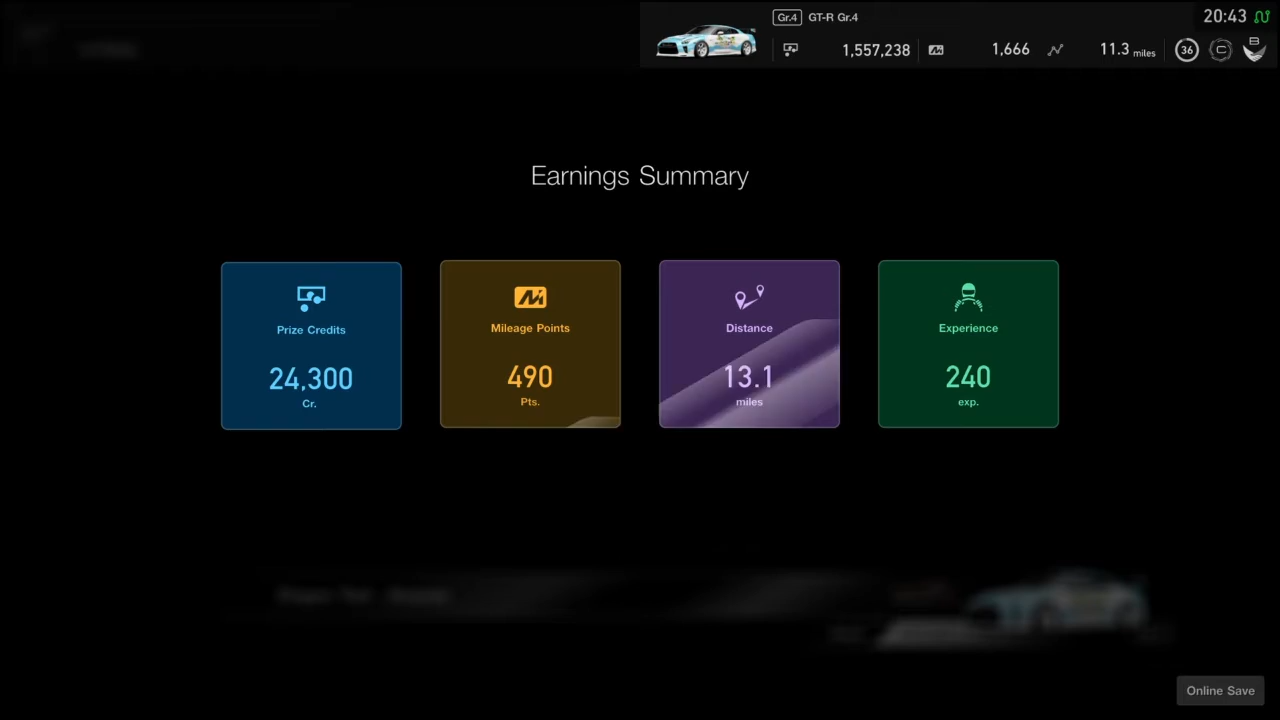 Gr.4 GT-R Gr.4
20:43
1,557,238
1,666
11.3 miles
36
C
B
Earnings Summary
Prize Credits
24,300
Cr.
Mileage Points
490
Pts.
Distance
13.1
miles
Experience
240
exp.
Online Save